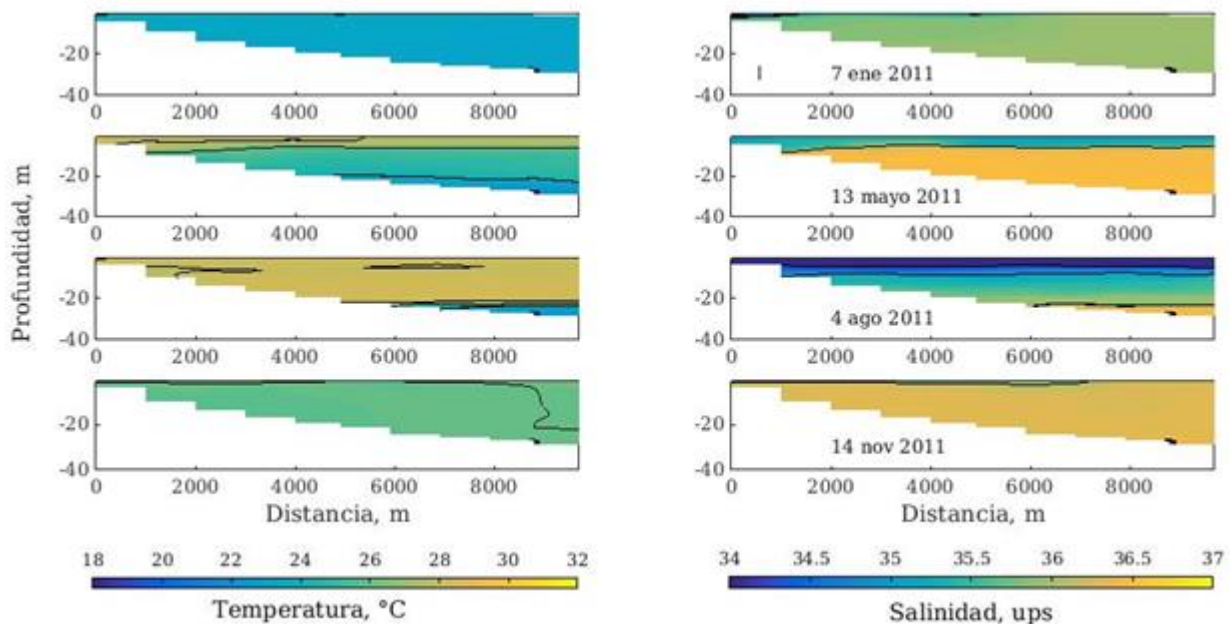 -20
-40
0 2000 4000 6000 8000
-20
-40
0 2000 4000 6000 8000
-20
-40
0 2000 4000 6000 8000
-20
-40
0 2000 4000 6000 8000
Profundidad, m
Distancia, m
18 20 22 24 26 28 30 32
Temperatura, °C
-20
-40
7 ene 2011
0 2000 4000 6000 8000
-20
-40
13 mayo 2011
0 2000 4000 6000 8000
-20
-40
4 ago 2011
0 2000 4000 6000 8000
-20
-40
14 nov 2011
0 2000 4000 6000 8000
Distancia, m
34 34.5 35 35.5 36 36.5 37
Salinidad, ups